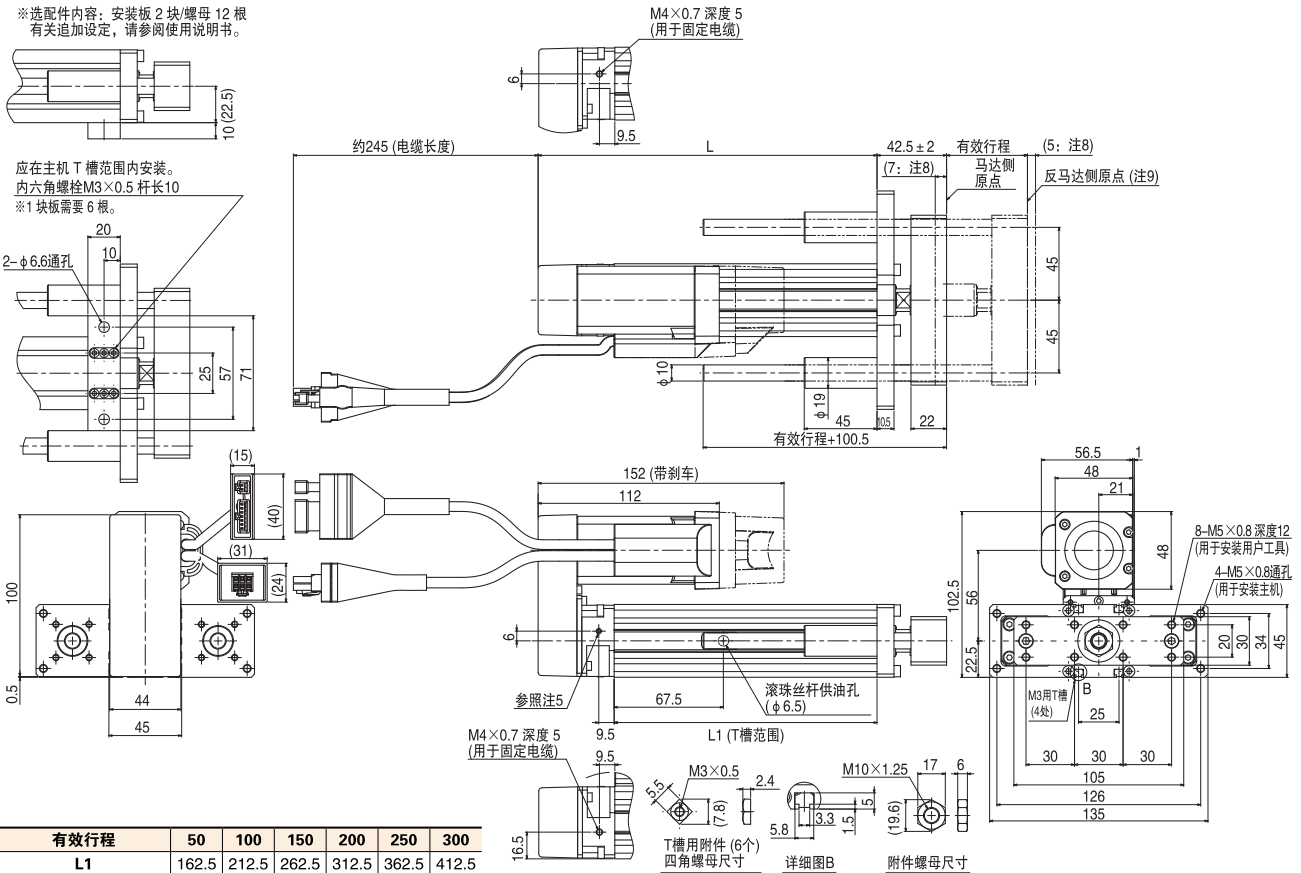 ※选配件内容：安装板 2 块/螺母 12 根
有关追加设定，请参阅使用说明书。
10 (22.5)
应在主机 T 槽范围内安装。
内六角螺栓M3×0.5 杆长10
※1 块板需要 6 根。
20
10
2-φ6.6通孔
25
57
71
M4×0.7 深度 5
(用于固定电缆)
6
9.5
约245 (电缆长度)
L
42.5±2
有效行程
(5：注8)
(7：注8)
马达侧
原点
反马达侧原点 (注9)
45
45
φ10
φ19
45
10.5
22
有效行程+100.5
(15)
(40)
(31)
(24)
100
0.5
44
45
152 (带刹车)
112
6
参照注5
67.5
滚珠丝杆供油孔
(φ6.5)
9.5
L1 (T槽范围)
56.5
1
48
21
48
8-M5×0.8 深度12
(用于安装用户工具)
4-M5×0.8通孔
(用于安装主机)
102.5
56
22.5
20
30
34
45
M3用T槽
(4处)
B
25
30
30
30
105
126
135
M4×0.7 深度 5
(用于固定电缆)
9.5
16.5
M3×0.5
5.5
(7.8)
2.4
T槽用附件 (6个)
四角螺母尺寸
5.8
3.3
1.5
5
详细图B
M10×1.25
17
6
(19.6)
附件螺母尺寸
有效行程 50 100 150 200 250 300
L1 162.5 212.5 262.5 312.5 362.5 412.5